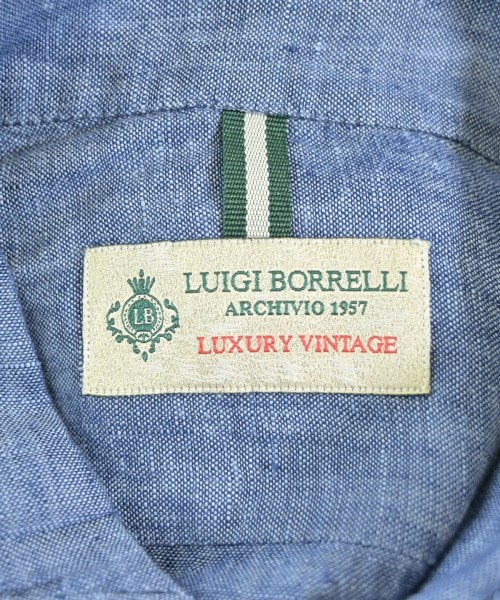 LB
LUIGI BORRELLI
ARCHIVIO 1957
LUXURY VINTAGE